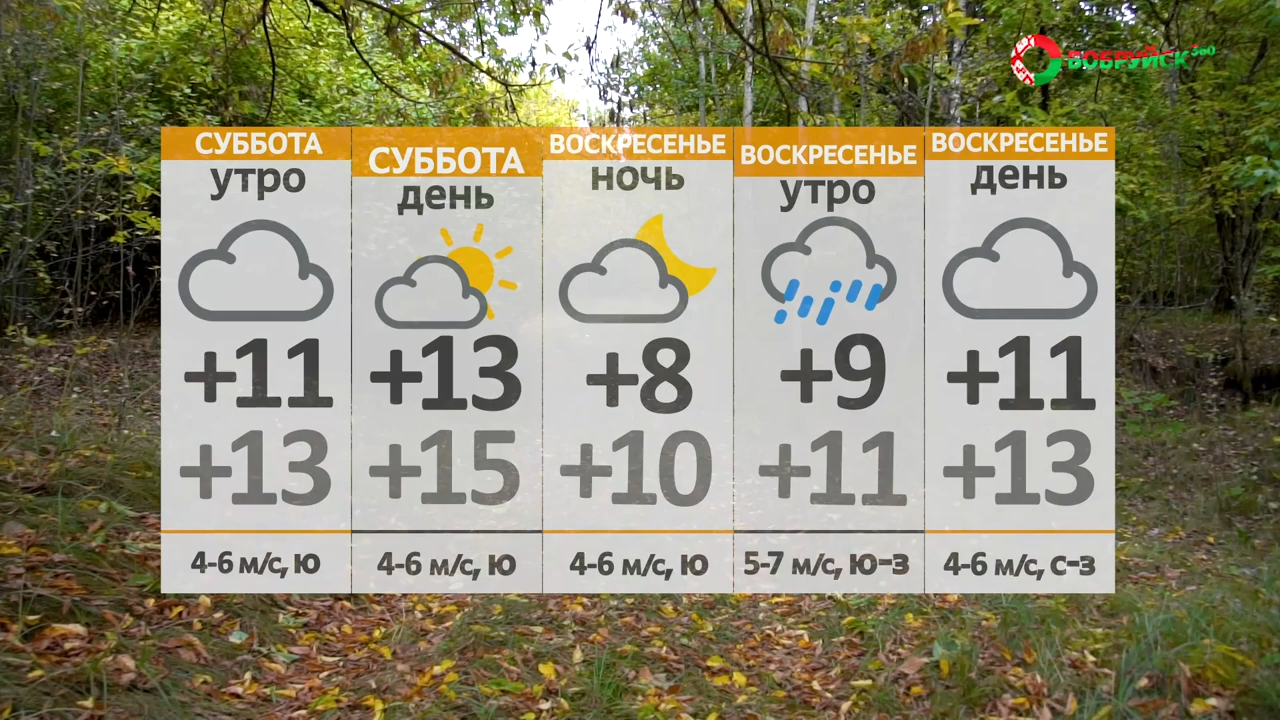 БОБРУЙСК360
СУББОТА
утро
+11
+13
4-6 м/с, ю
СУББОТА
день
+13
+15
4-6 м/с, ю
ВОСКРЕСЕНЬЕ
ночь
+8
+10
4-6 м/с, ю
ВОСКРЕСЕНЬЕ
утро
+9
+11
5-7 м/с, ю-з
ВОСКРЕСЕНЬЕ
день
+11
+13
4-6 м/с, с-з